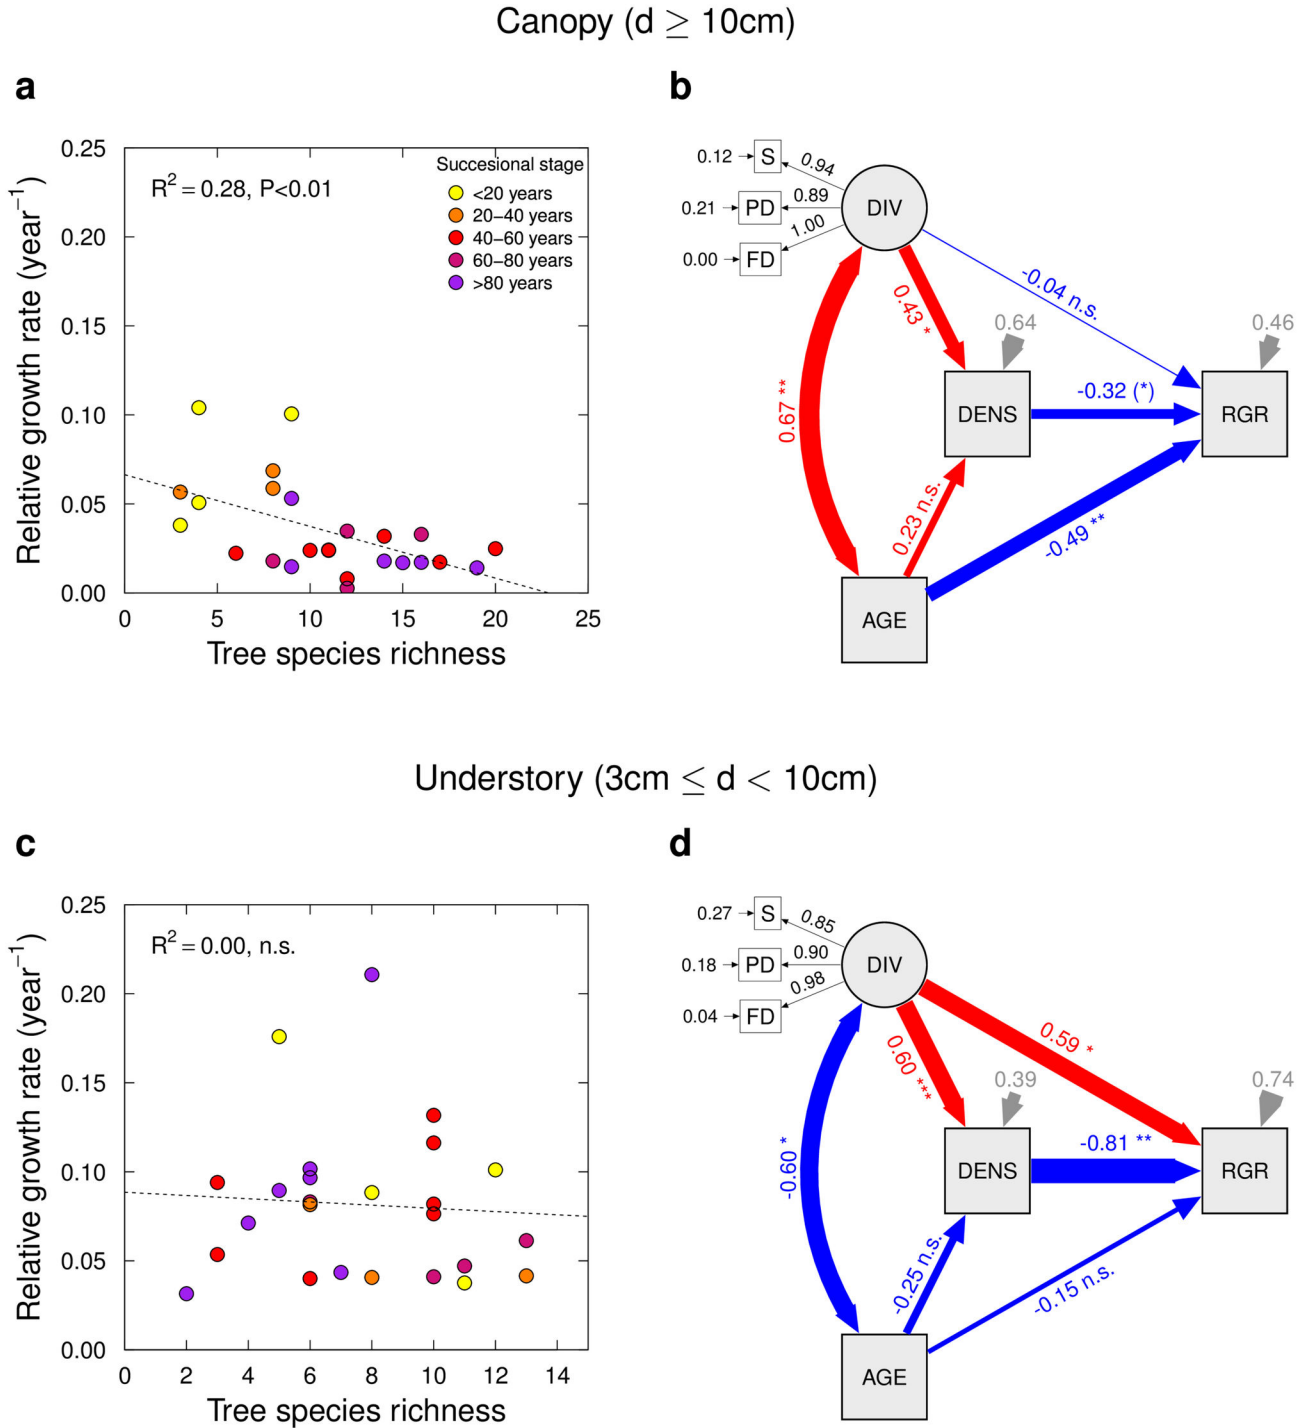 Canopy (d ≥ 10cm)
a
R² = 0.28, P<0.01
Succesional stage
<20 years
20−40 years
40−60 years
60−80 years
>80 years
0.25
0.20
0.15
0.10
0.05
0.00
0 5 10 15 20 25
Relative growth rate (year⁻¹)
Tree species richness
b
0.12 S 0.94
0.21 PD 0.89
0.00 FD 1.00
DIV
-0.04 n.s.
0.43 *
0.64
0.46
0.67 **
DENS
-0.32 (*)
RGR
0.23 n.s.
-0.49 **
AGE
Understory (3cm ≤ d < 10cm)
c
R² = 0.00, n.s.
0.25
0.20
0.15
0.10
0.05
0.00
0 2 4 6 8 10 12 14
Relative growth rate (year⁻¹)
Tree species richness
d
0.27 S 0.85
0.18 PD 0.90
0.04 FD 0.98
DIV
0.59 *
0.60 ***
0.39
0.74
-0.60 *
DENS
-0.81 **
RGR
-0.25 n.s.
-0.15 n.s.
AGE